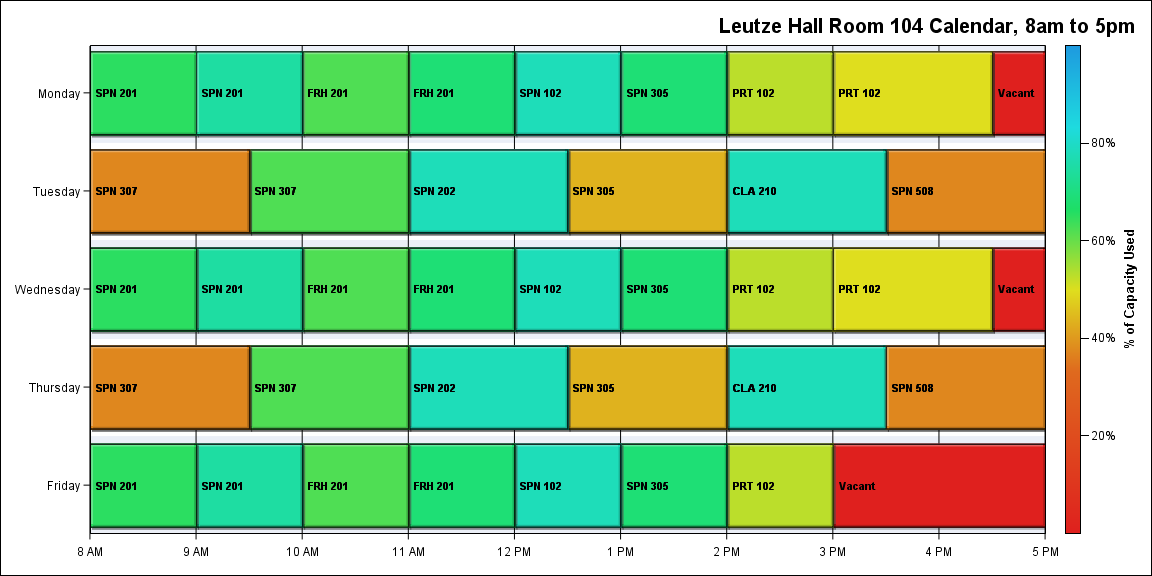 Leutze Hall Room 104 Calendar, 8am to 5pm
Monday
SPN 201
SPN 201
FRH 201
FRH 201
SPN 102
SPN 305
PRT 102
PRT 102
Vacant
Tuesday
SPN 307
SPN 307
SPN 202
SPN 305
CLA 210
SPN 508
Wednesday
SPN 201
SPN 201
FRH 201
FRH 201
SPN 102
SPN 305
PRT 102
PRT 102
Vacant
Thursday
SPN 307
SPN 307
SPN 202
SPN 305
CLA 210
SPN 508
Friday
SPN 201
SPN 201
FRH 201
FRH 201
SPN 102
SPN 305
PRT 102
Vacant
8 AM
9 AM
10 AM
11 AM
12 PM
1 PM
2 PM
3 PM
4 PM
5 PM
80%
60%
40%
20%
% of Capacity Used